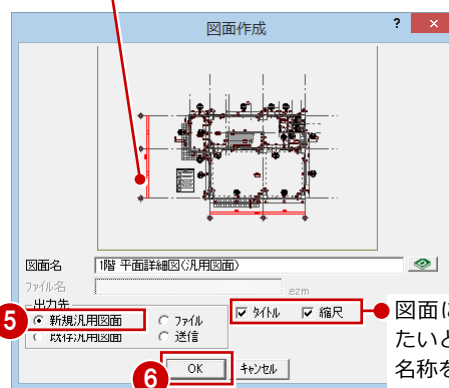 図面作成
? ×
図面名 1階 平面詳細図(汎用図面)
ファイル名 .ezm
出力先
5 新規汎用図面 ファイル タイトル 縮尺
既存汎用図面 送信
図面に
たいと
名称を
6 OK キャンセル